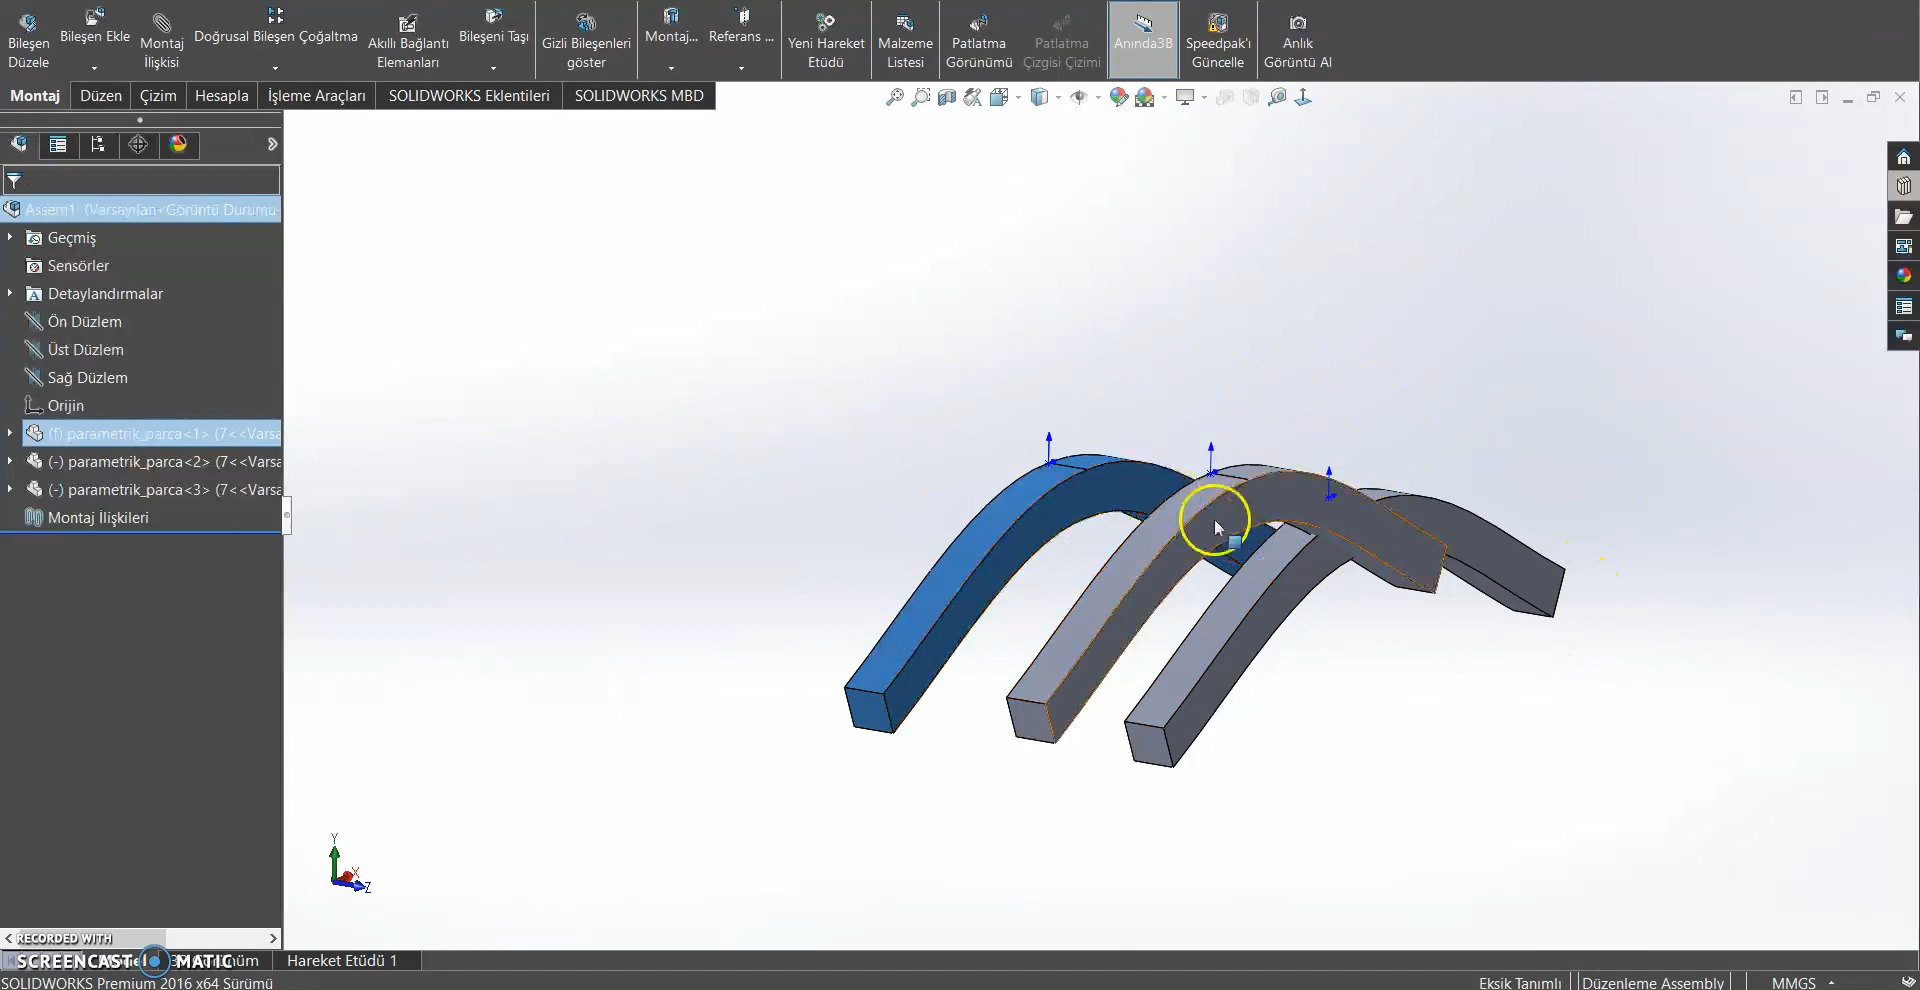 Bileşen Düzele
Bileşen Ekle
Montaj İlişkisi
Doğrusal Bileşen Çoğaltma
Akıllı Bağlantı Elemanları
Bileşeni Taşı
Gizli Bileşenleri göster
Montaj...
Referans ...
Yeni Hareket Etüdü
Malzeme Listesi
Patlatma Görünümü
Patlatma Çizgisi Çizimi
Anında3B
Speedpak'ı Güncelle
Anlık Görüntü Al
Montaj
Düzen
Çizim
Hesapla
İşleme Araçları
SOLIDWORKS Eklentileri
SOLIDWORKS MBD
Assem1 (Varsayılan<Görüntü Durumu-
Geçmiş
Sensörler
Detaylandırmalar
Ön Düzlem
Üst Düzlem
Sağ Düzlem
Orijin
(f) parametrik_parca<1> (7<<Varsa
(-) parametrik_parca<2> (7<<Varsa
(-) parametrik_parca<3> (7<<Varsa
Montaj İlişkileri
Y
X
Z
RECORDED WITH
SCREENCAST MATIC
Hareket Etüdü 1
SOLIDWORKS Premium 2016 x64 Sürümü
Eksik Tanımlı
Düzenleme Assembly
MMGS